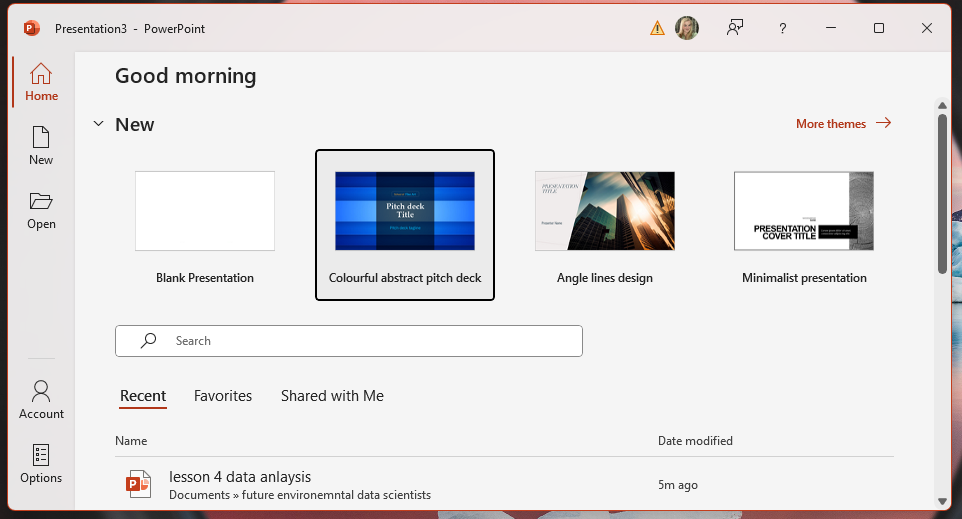 Presentation3 - PowerPoint
?
Good morning
Home
New
More themes
New
Pitch deck
Title
PRESENTATION
TITLE
PRESENTATION
COVER TITLE
Open
Blank Presentation
Colourful abstract pitch deck
Angle lines design
Minimalist presentation
Search
Recent
Favorites
Shared with Me
Account
Name
Date modified
Options
lesson 4 data anlaysis
5m ago
Documents » future environemntal data scientists